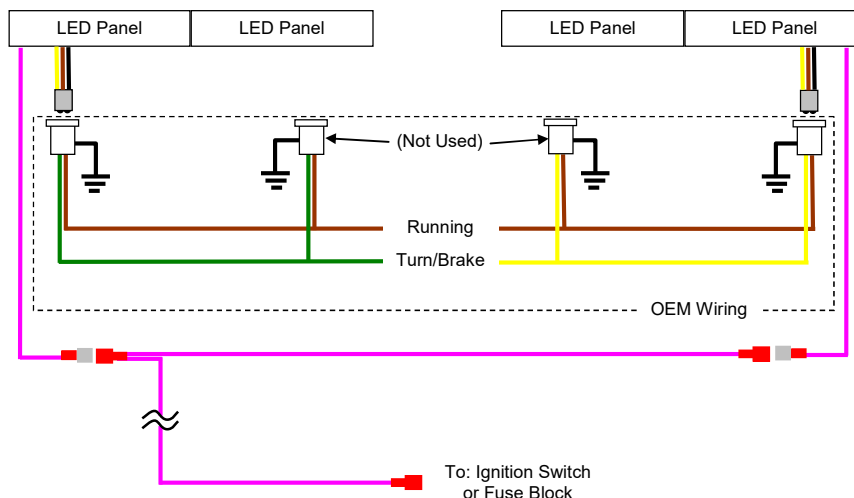 LED Panel
LED Panel
LED Panel
LED Panel
(Not Used)
Running
Turn/Brake
OEM Wiring
To: Ignition Switch
or Fuse Block